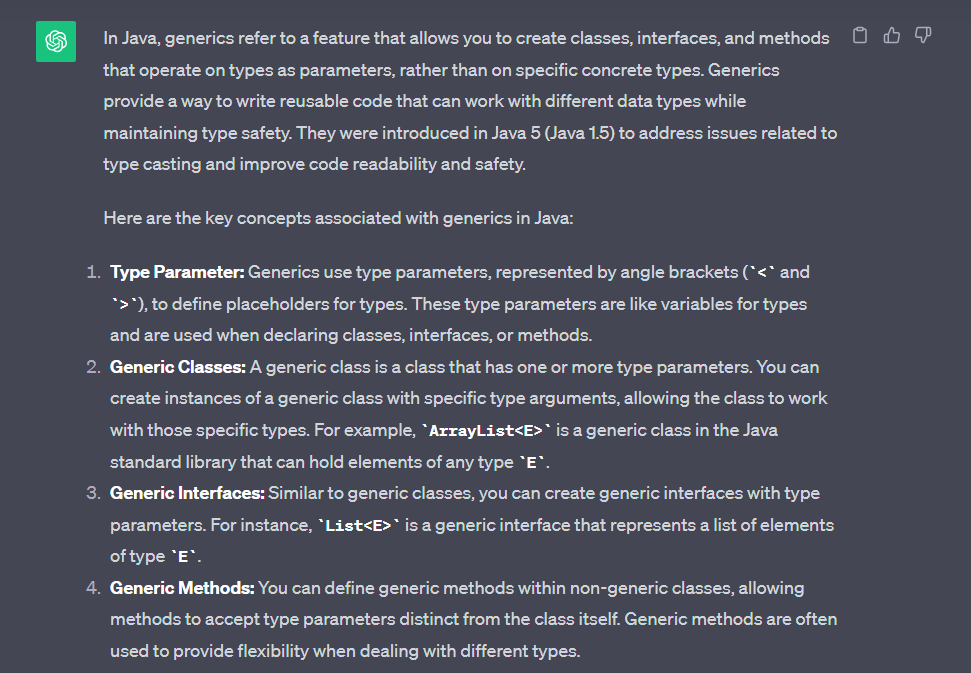 In Java, generics refer to a feature that allows you to create classes, interfaces, and methods
that operate on types as parameters, rather than on specific concrete types. Generics
provide a way to write reusable code that can work with different data types while
maintaining type safety. They were introduced in Java 5 (Java 1.5) to address issues related to
type casting and improve code readability and safety.
Here are the key concepts associated with generics in Java:
1. Type Parameter: Generics use type parameters, represented by angle brackets (`<` and
`>`), to define placeholders for types. These type parameters are like variables for types
and are used when declaring classes, interfaces, or methods.
2. Generic Classes: A generic class is a class that has one or more type parameters. You can
create instances of a generic class with specific type arguments, allowing the class to work
with those specific types. For example, `ArrayList<E>` is a generic class in the Java
standard library that can hold elements of any type `E`.
3. Generic Interfaces: Similar to generic classes, you can create generic interfaces with type
parameters. For instance, `List<E>` is a generic interface that represents a list of elements
of type `E`.
4. Generic Methods: You can define generic methods within non-generic classes, allowing
methods to accept type parameters distinct from the class itself. Generic methods are often
used to provide flexibility when dealing with different types.